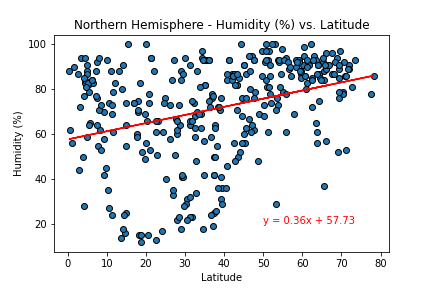 Northern Hemisphere - Humidity (%) vs. Latitude
100
80
60
40
20
Humidity (%)
y = 0.36x + 57.73
0 10 20 30 40 50 60 70 80
Latitude